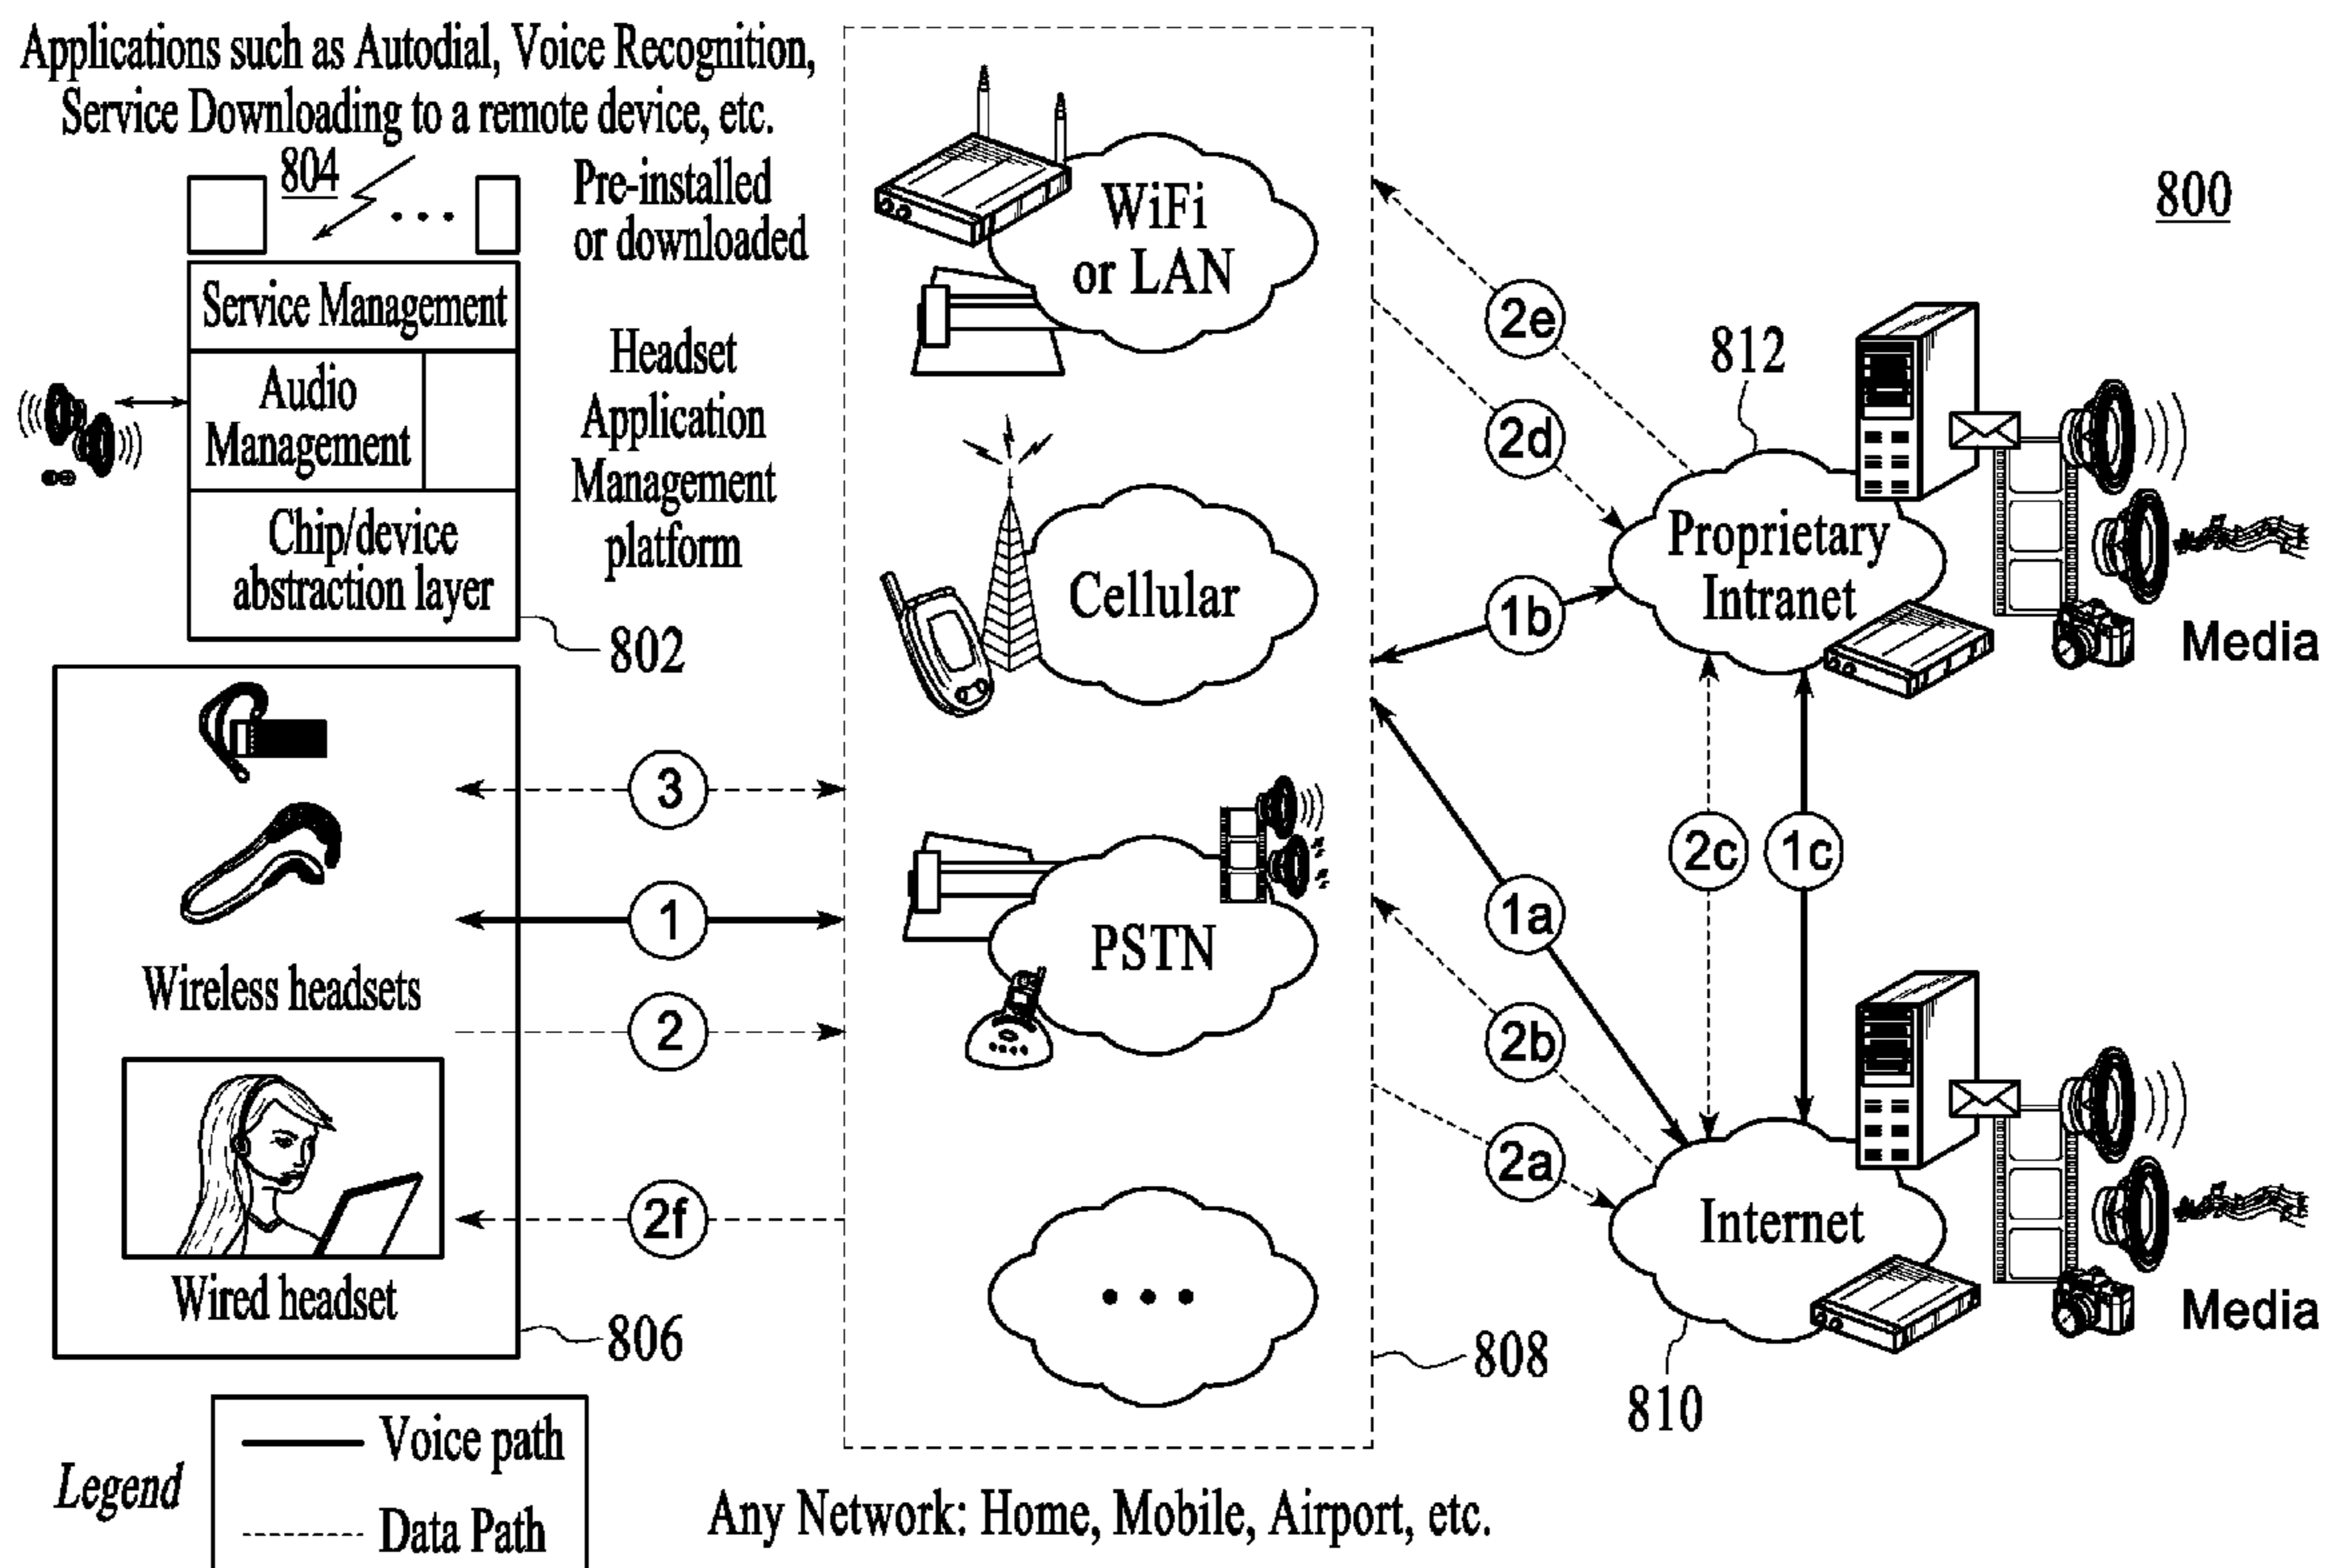 Applications such as Autodial, Voice Recognition,
Service Downloading to a remote device, etc.
804
Pre-installed
or downloaded
Service Management
Audio
Management
Chip/device
abstraction layer
Headset
Application
Management
platform
802
Wireless headsets
Wired headset
806
3
1
2
2f
WiFi
or LAN
Cellular
PSTN
808
2e
2d
1b
1a
2b
2a
2c
1c
800
812
Proprietary
Intranet
Media
Internet
810
Media
Legend
Voice path
Data Path
Any Network: Home, Mobile, Airport, etc.